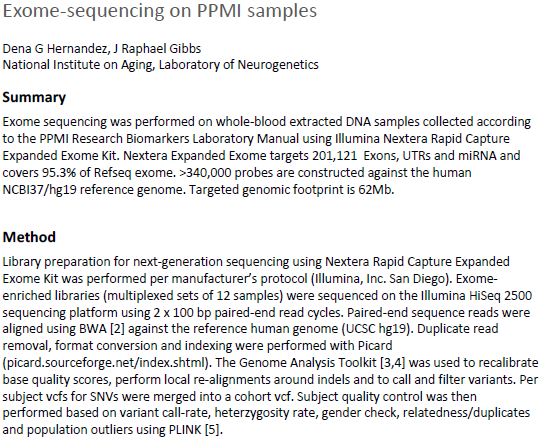 Exome-sequencing on PPMI samples
Dena G Hernandez, J Raphael Gibbs
National Institute on Aging, Laboratory of Neurogenetics
Summary
Exome sequencing was performed on whole-blood extracted DNA samples collected according
to the PPMI Research Biomarkers Laboratory Manual using Illumina Nextera Rapid Capture
Expanded Exome Kit. Nextera Expanded Exome targets 201,121  Exons, UTRs and miRNA and
covers 95.3% of Refseq exome. >340,000 probes are constructed against the human
NCBI37/hg19 reference genome. Targeted genomic footprint is 62Mb.
Method
Library preparation for next-generation sequencing using Nextera Rapid Capture Expanded
Exome Kit was performed per manufacturer's protocol (Illumina, Inc. San Diego). Exome-
enriched libraries (multiplexed sets of 12 samples) were sequenced on the Illumina HiSeq 2500
sequencing platform using 2 x 100 bp paired-end read cycles. Paired-end sequence reads were
aligned using BWA [2] against the reference human genome (UCSC hg19). Duplicate read
removal, format conversion and indexing were performed with Picard
(picard.sourceforge.net/index.shtml). The Genome Analysis Toolkit [3,4] was used to recalibrate
base quality scores, perform local re-alignments around indels and to call and filter variants. Per
subject vcfs for SNVs were merged into a cohort vcf. Subject quality control was then
performed based on variant call-rate, heterzygosity rate, gender check, relatedness/duplicates
and population outliers using PLINK [5].